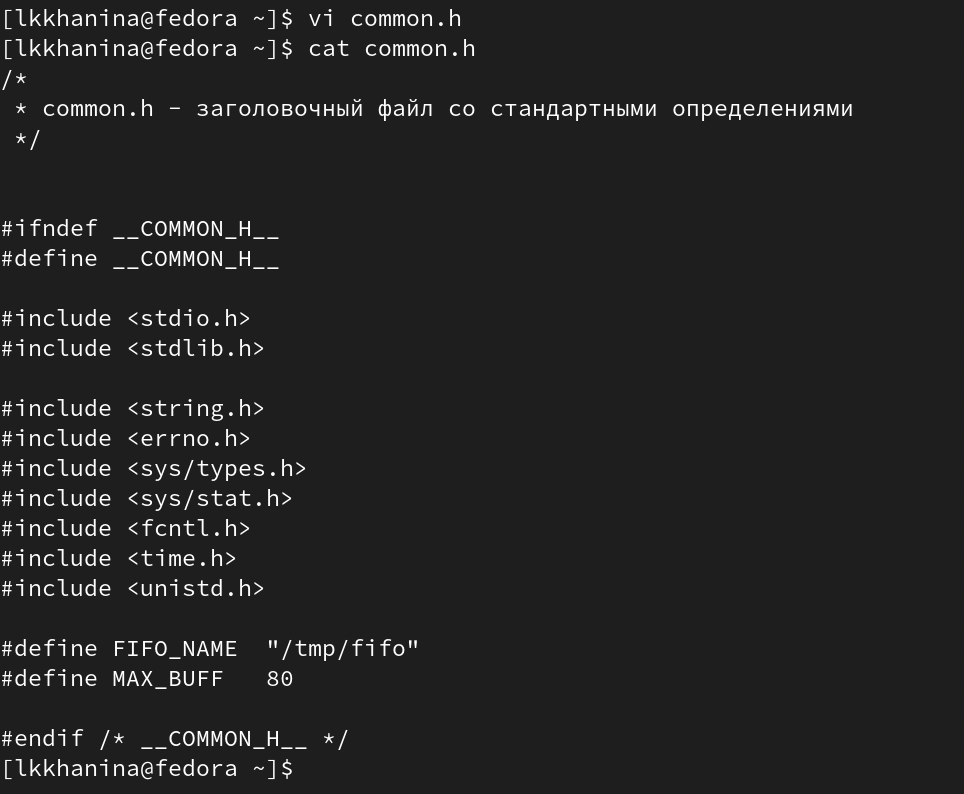 [lkkhanina@fedora ~]$ vi common.h
[lkkhanina@fedora ~]$ cat common.h
/*
 * common.h - заголовочный файл со стандартными определениями
 */


#ifndef __COMMON_H__
#define __COMMON_H__

#include <stdio.h>
#include <stdlib.h>

#include <string.h>
#include <errno.h>
#include <sys/types.h>
#include <sys/stat.h>
#include <fcntl.h>
#include <time.h>
#include <unistd.h>

#define FIFO_NAME  "/tmp/fifo"
#define MAX_BUFF   80

#endif /* __COMMON_H__ */
[lkkhanina@fedora ~]$